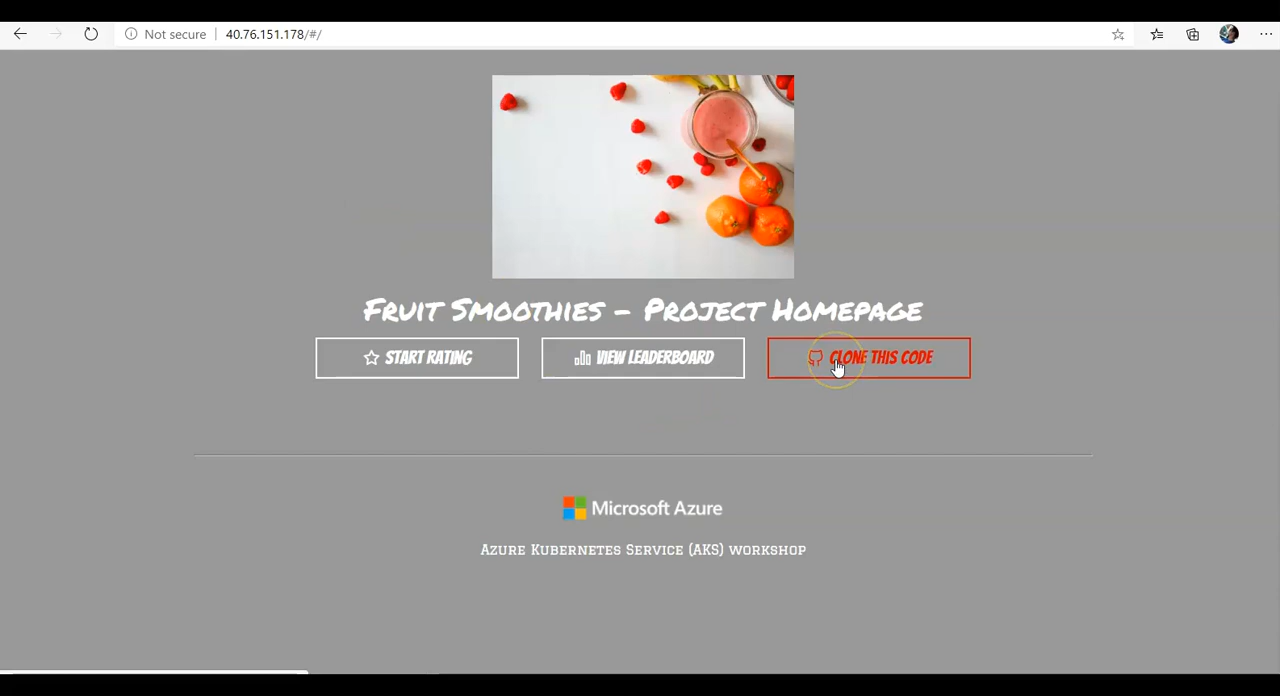 Not secure 40.76.151.178/#/
Fruit Smoothies - Project Homepage
START RATING
VIEW LEADERBOARD
CLONE THIS CODE
Microsoft Azure
Azure Kubernetes Service (AKS) workshop